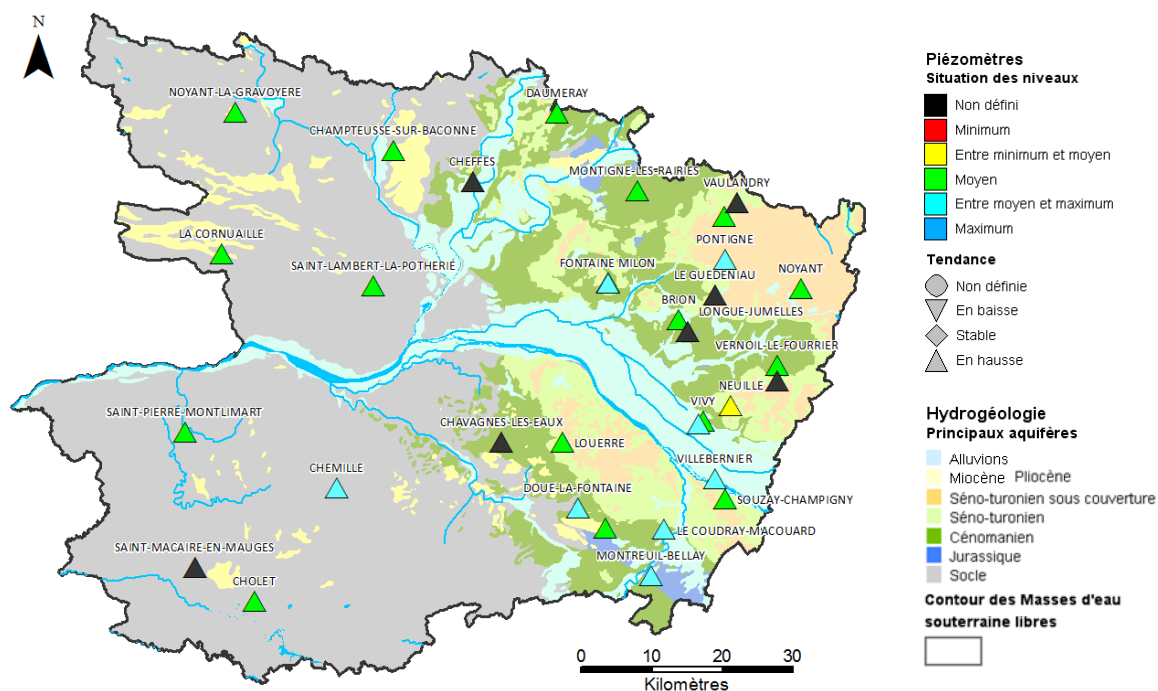 N
NOYANT-LA-GRAVOYERE
DAUMERAY
CHAMPTEUSSE-SUR-BACONNE
CHEFFES
MONTIGNE-LES-RAIRIES
VAULANDRY
LA CORNUAILLE
PONTIGNE
SAINT-LAMBERT-LA-POTHERIE
FONTAINE MILON
LE GUEDENIAU
NOYANT
BRION
LONGUE-JUMELLES
VERNOIL-LE-FOURRIER
NEUILLE
SAINT-PIERRE-MONTLIMART
VIVY
CHAVAGNES-LES-EAUX
LOUERRE
VILLEBERNIER
CHEMILLE
DOUE-LA-FONTAINE
SOUZAY-CHAMPIGNY
LE COUDRAY-MACOUARD
SAINT-MACAIRE-EN-MAUGES
MONTREUIL-BELLAY
CHOLET
0 10 20 30
Kilomètres
Piézomètres
Situation des niveaux
Non défini
Minimum
Entre minimum et moyen
Moyen
Entre moyen et maximum
Maximum
Tendance
Non définie
En baisse
Stable
En hausse
Hydrogéologie
Principaux aquifères
Alluvions
Miocène Pliocène
Séno-turonien sous couverture
Séno-turonien
Cénomanien
Jurassique
Socle
Contour des Masses d'eau
souterraine libres